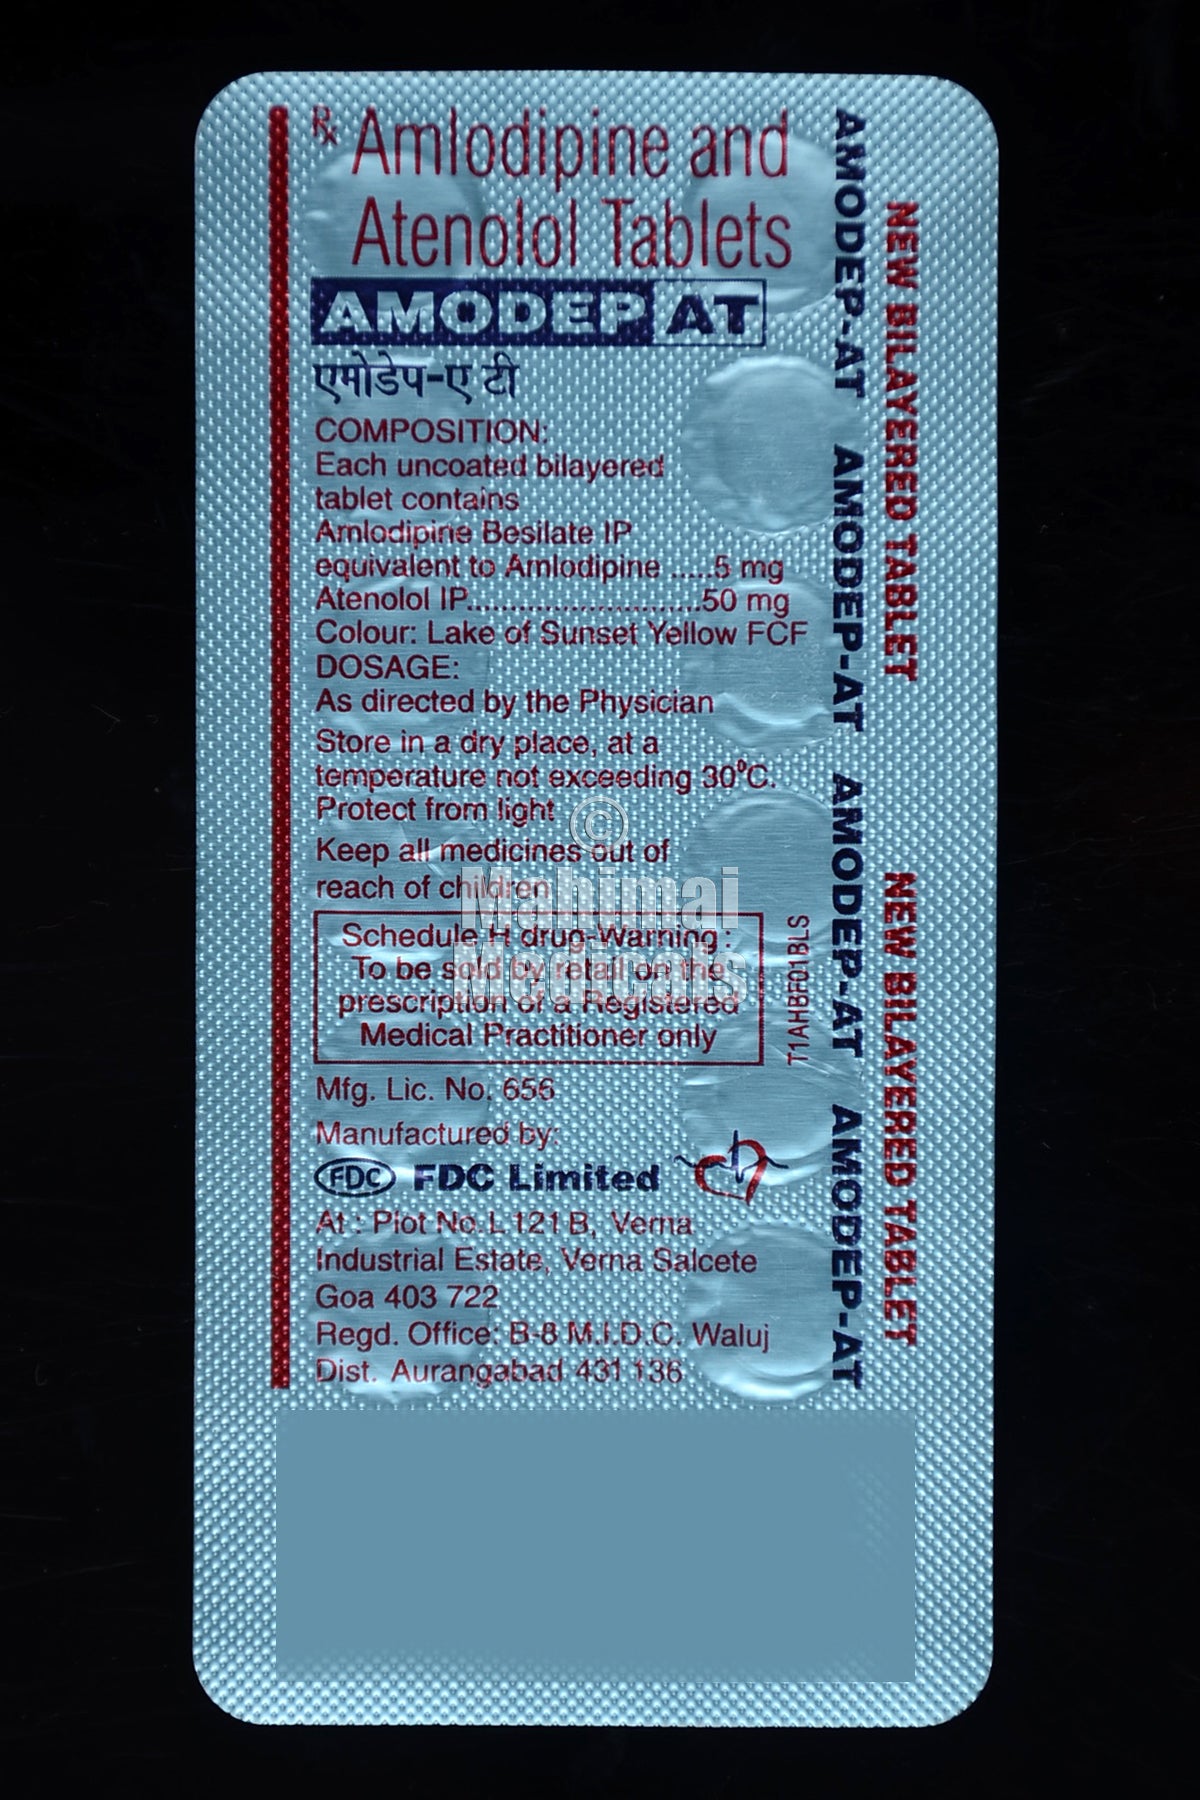 Rx Amlodipine and
Atenolol Tablets
AMODEP AT
एमोडेप-ए टी
COMPOSITION:
Each uncoated bilayered
tablet contains
Amlodipine Besilate IP
equivalent to Amlodipine .....5 mg
Atenolol IP...........................50 mg
Colour: Lake of Sunset Yellow FCF
DOSAGE:
As directed by the Physician
Store in a dry place, at a
temperature not exceeding 30⁰C.
Protect from light
Keep all medicines out of
reach of children
Schedule H drug-Warning :
To be sold by retail on the
prescription of a Registered
Medical Practitioner only
Mfg. Lic. No. 656
Manufactured by:
FDC FDC Limited
At : Plot No. L 121 B, Verna
Industrial Estate, Verna Salcete
Goa 403 722
Regd. Office: B-8 M.I.D.C. Waluj
Dist. Aurangabad 431 136
T1AHBF01BLS
AMODEP-AT AMODEP-AT AMODEP-AT AMODEP-AT
NEW BILAYERED TABLET NEW BILAYERED TABLET
©
Mahimai
Medicals